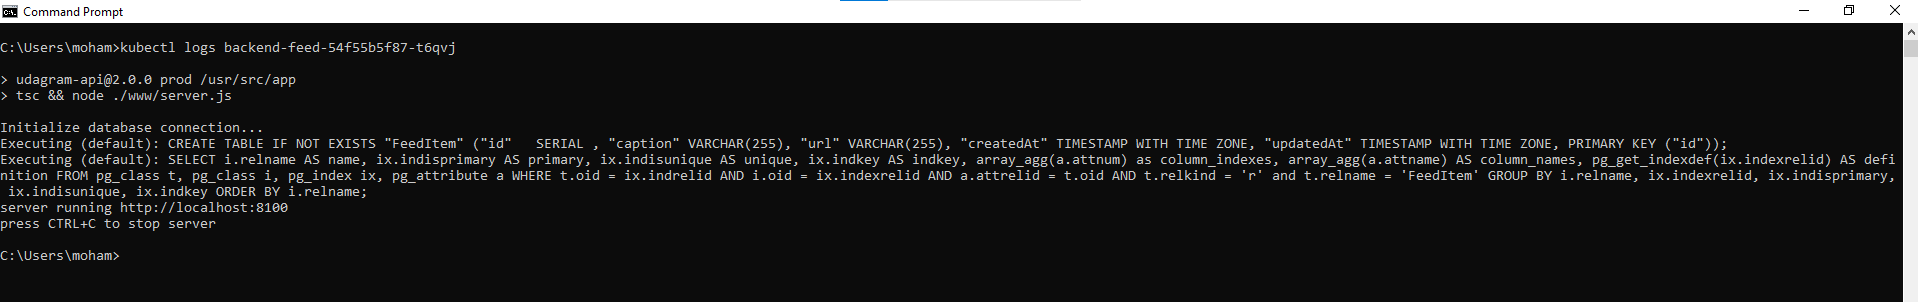 Command Prompt
C:\Users\moham>kubectl logs backend-feed-54f55b5f87-t6qvj
> udagram-api@2.0.0 prod /usr/src/app
> tsc && node ./www/server.js
Initialize database connection...
Executing (default): CREATE TABLE IF NOT EXISTS "FeedItem" ("id"   SERIAL , "caption" VARCHAR(255), "url" VARCHAR(255), "createdAt" TIMESTAMP WITH TIME ZONE, "updatedAt" TIMESTAMP WITH TIME ZONE, PRIMARY KEY ("id"));
Executing (default): SELECT i.relname AS name, ix.indisprimary AS primary, ix.indisunique AS unique, ix.indkey AS indkey, array_agg(a.attnum) as column_indexes, array_agg(a.attname) AS column_names, pg_get_indexdef(ix.indexrelid) AS defi
nition FROM pg_class t, pg_class i, pg_index ix, pg_attribute a WHERE t.oid = ix.indrelid AND i.oid = ix.indexrelid AND a.attrelid = t.oid AND t.relkind = 'r' and t.relname = 'FeedItem' GROUP BY i.relname, ix.indexrelid, ix.indisprimary,
 ix.indisunique, ix.indkey ORDER BY i.relname;
server running http://localhost:8100
press CTRL+C to stop server
C:\Users\moham>